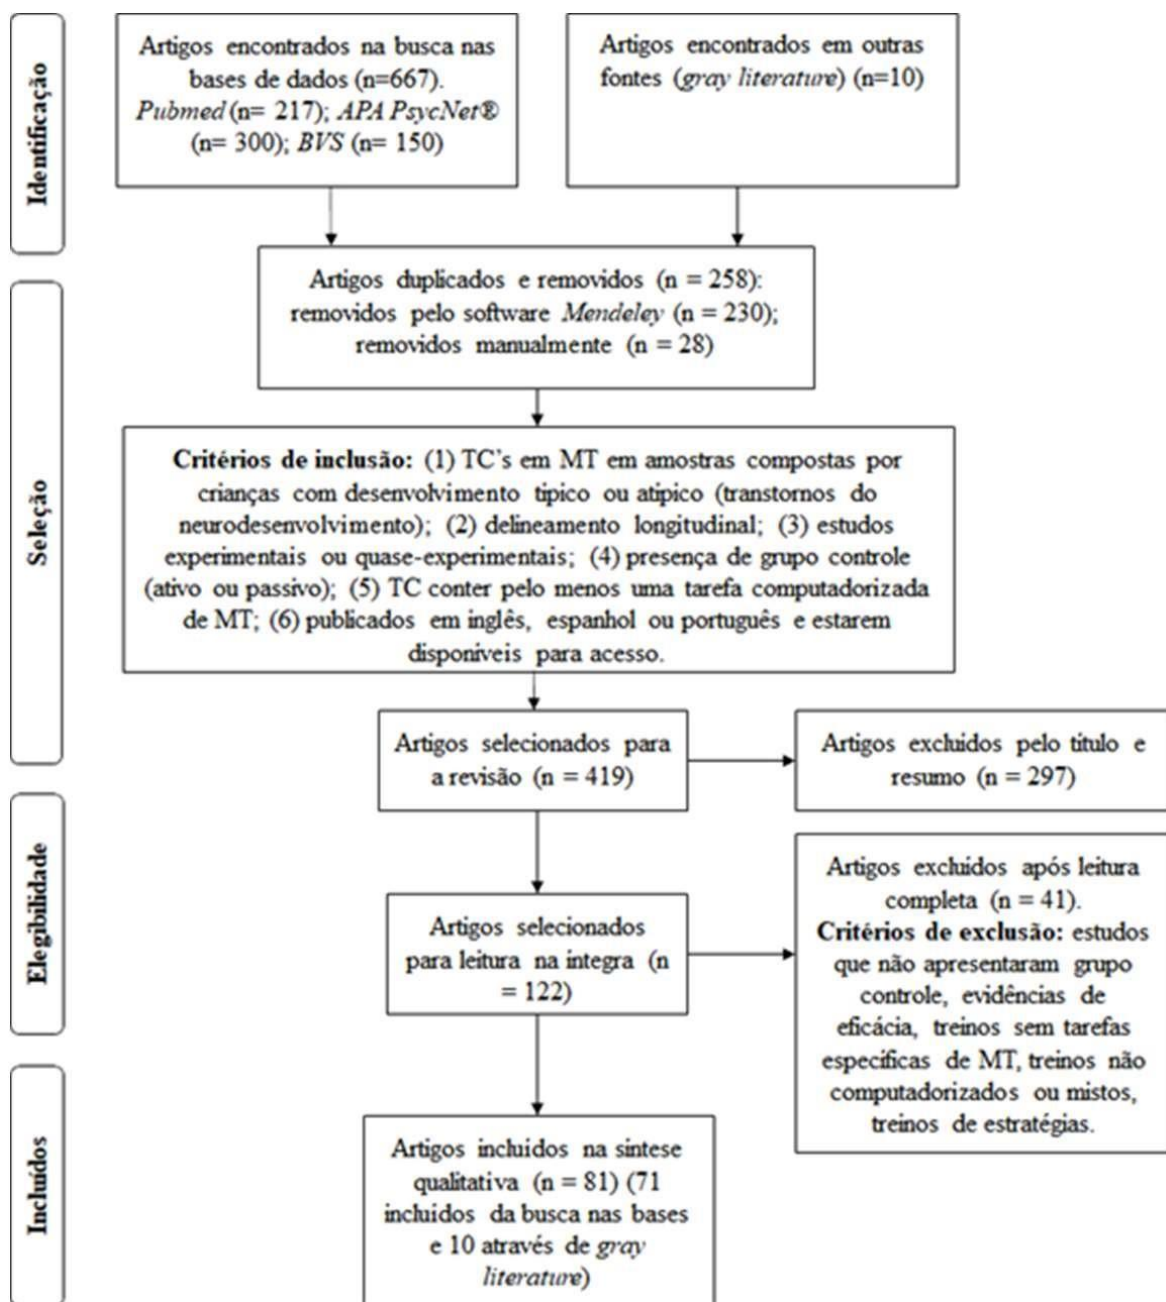 Identificação
Artigos encontrados na busca nas
bases de dados (n=667).
Pubmed (n= 217); APA PsycNet®
(n= 300); BVS (n= 150)
Artigos encontrados em outras
fontes (gray literature) (n=10)
Seleção
Artigos duplicados e removidos (n = 258):
removidos pelo software Mendeley (n = 230);
removidos manualmente (n = 28)
Critérios de inclusão: (1) TC's em MT em amostras compostas por
crianças com desenvolvimento típico ou atípico (transtornos do
neurodesenvolvimento); (2) delineamento longitudinal; (3) estudos
experimentais ou quase-experimentais; (4) presença de grupo controle
(ativo ou passivo); (5) TC conter pelo menos uma tarefa computadorizada
de MT; (6) publicados em inglês, espanhol ou português e estarem
disponíveis para acesso.
Artigos selecionados para
a revisão (n = 419)
Artigos excluídos pelo título e
resumo (n = 297)
Elegibilidade
Artigos selecionados
para leitura na íntegra (n
= 122)
Artigos excluídos após leitura
completa (n = 41).
Critérios de exclusão: estudos
que não apresentaram grupo
controle, evidências de
eficácia, treinos sem tarefas
específicas de MT, treinos não
computadorizados ou mistos,
treinos de estratégias.
Incluídos
Artigos incluídos na síntese
qualitativa (n = 81) (71
incluídos da busca nas bases
e 10 através de gray
literature)